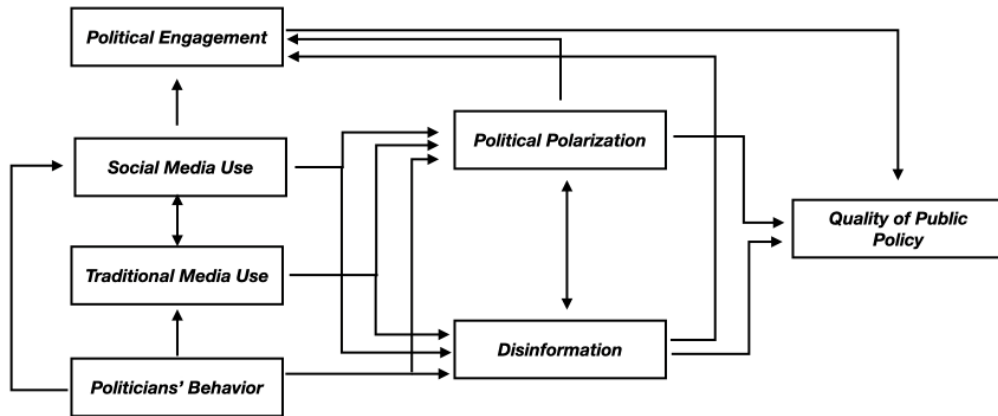 Political Engagement
Political Polarization
Social Media Use
Quality of Public
Policy
Traditional Media Use
Disinformation
Politicians' Behavior